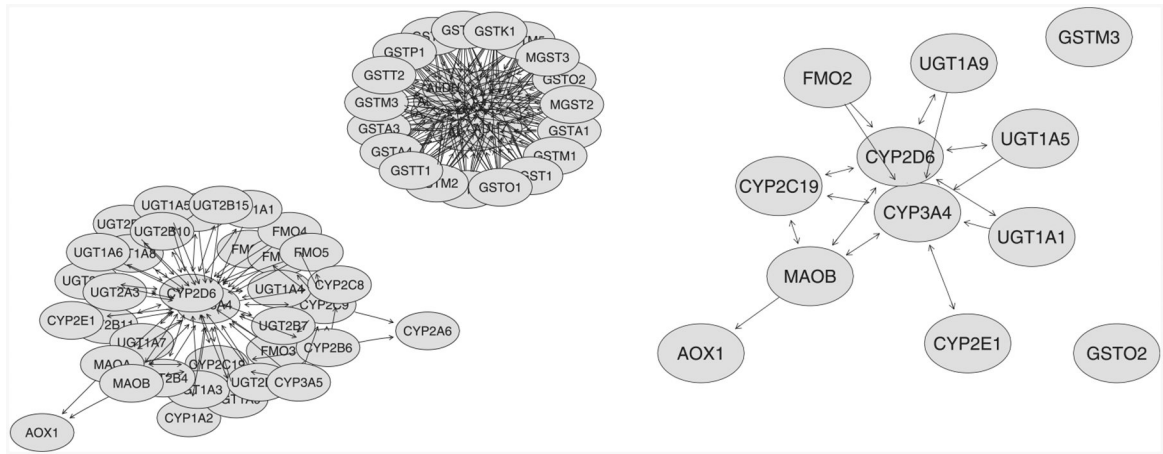 GSTK1
GSTP1
MGST3
GSTT2
GSTO2
GSTM3
MGST2
GSTA3
GSTA1
GSTA4
GSTM1
GSTT1
GSTO1
UGT1A5
UGT2B15
UGT2B10
FMO4
UGT1A6
FMO5
UGT2A3
CYP2D6
UGT1A4
CYP2C8
CYP2C9
CYP2E1
UGT2B7
CYP2A6
UGT1A7
CYP2B6
FMO3
MAOA
CYP2C19
MAOB
CYP3A5
CYP1A2
AOX1
GSTM3
UGT1A9
FMO2
UGT1A5
CYP2D6
CYP2C19
CYP3A4
UGT1A1
MAOB
CYP2E1
AOX1
GSTO2